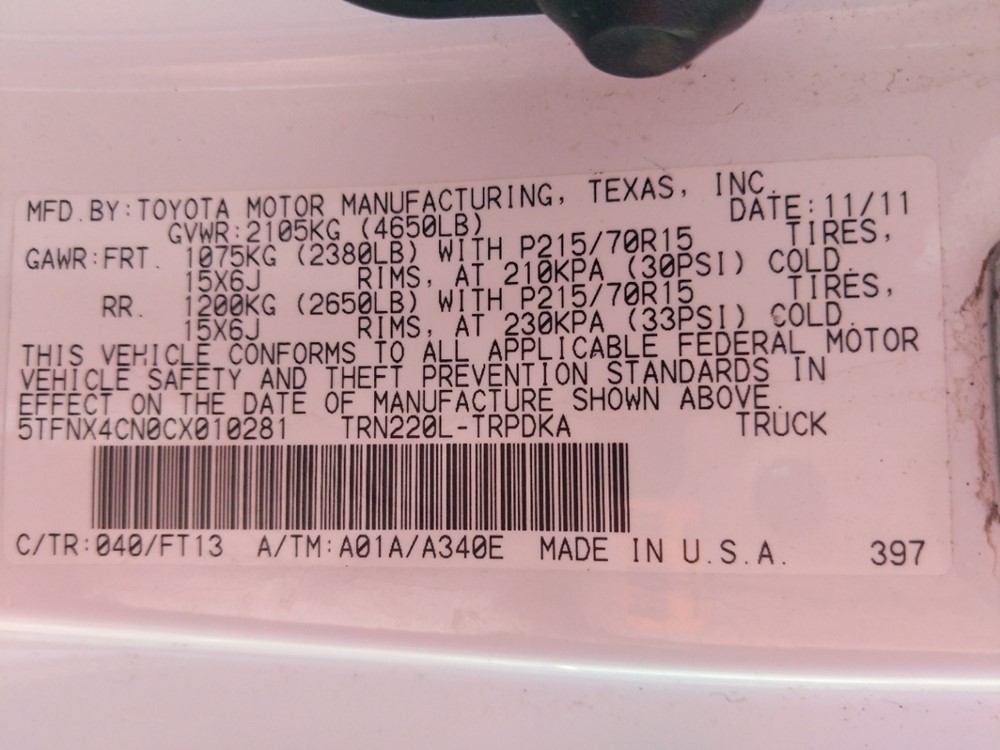 MFD. BY: TOYOTA MOTOR MANUFACTURING, TEXAS, INC.
DATE: 11/11
GVWR: 2105KG (4650LB)
GAWR: FRT. 1075KG (2380LB) WITH P215/70R15 TIRES,
15X6J RIMS, AT 210KPA (30PSI) COLD.
RR. 1200KG (2650LB) WITH P215/70R15 TIRES,
15X6J RIMS, AT 230KPA (33PSI) COLD.
THIS VEHICLE CONFORMS TO ALL APPLICABLE FEDERAL MOTOR
VEHICLE SAFETY AND THEFT PREVENTION STANDARDS IN
EFFECT ON THE DATE OF MANUFACTURE SHOWN ABOVE.
5TFNX4CN0CX010281 TRN220L-TRPDKA TRUCK
C/TR: 040/FT13 A/TM: A01A/A340E MADE IN U.S.A. 397